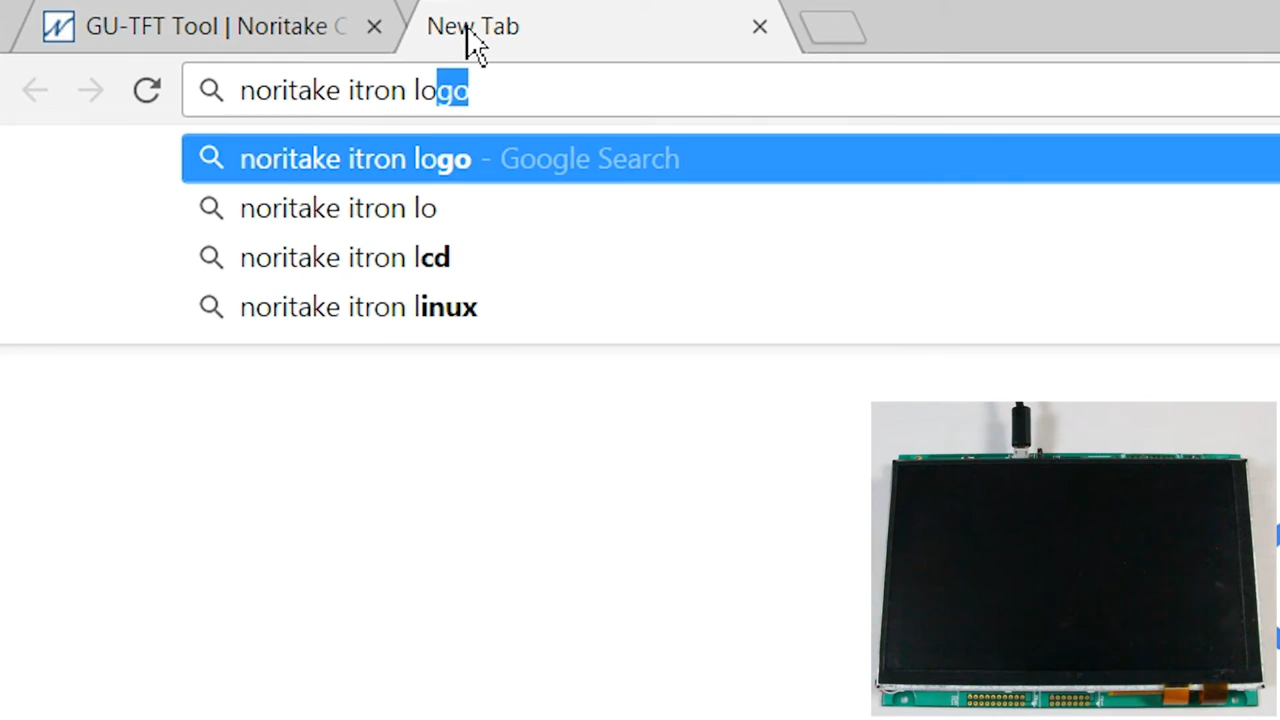 GU-TFT Tool | Noritake C
New Tab
noritake itron logo
noritake itron logo - Google Search
noritake itron lo
noritake itron lcd
noritake itron linux